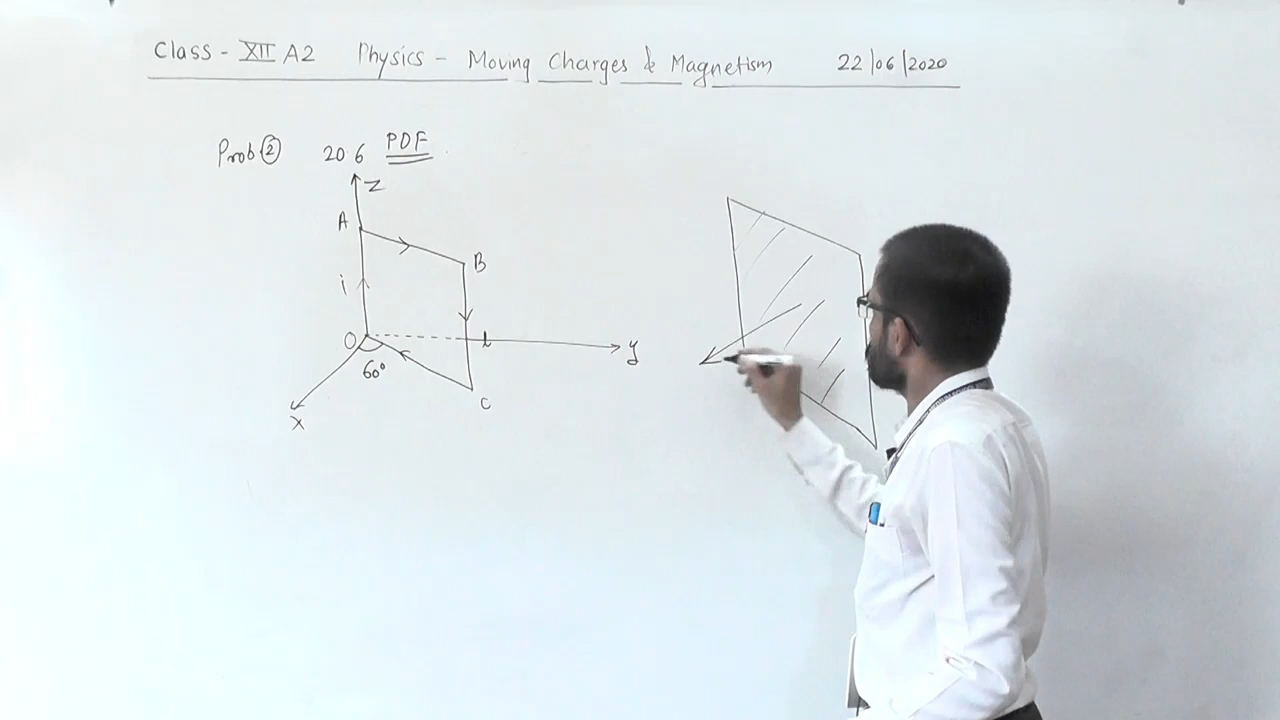 Class - XII A2 Physics - Moving Charges & Magnetism 22/06/2020
Prob ② 20.6 PDF
Z
A
B
i
O
l
y
60°
C
X